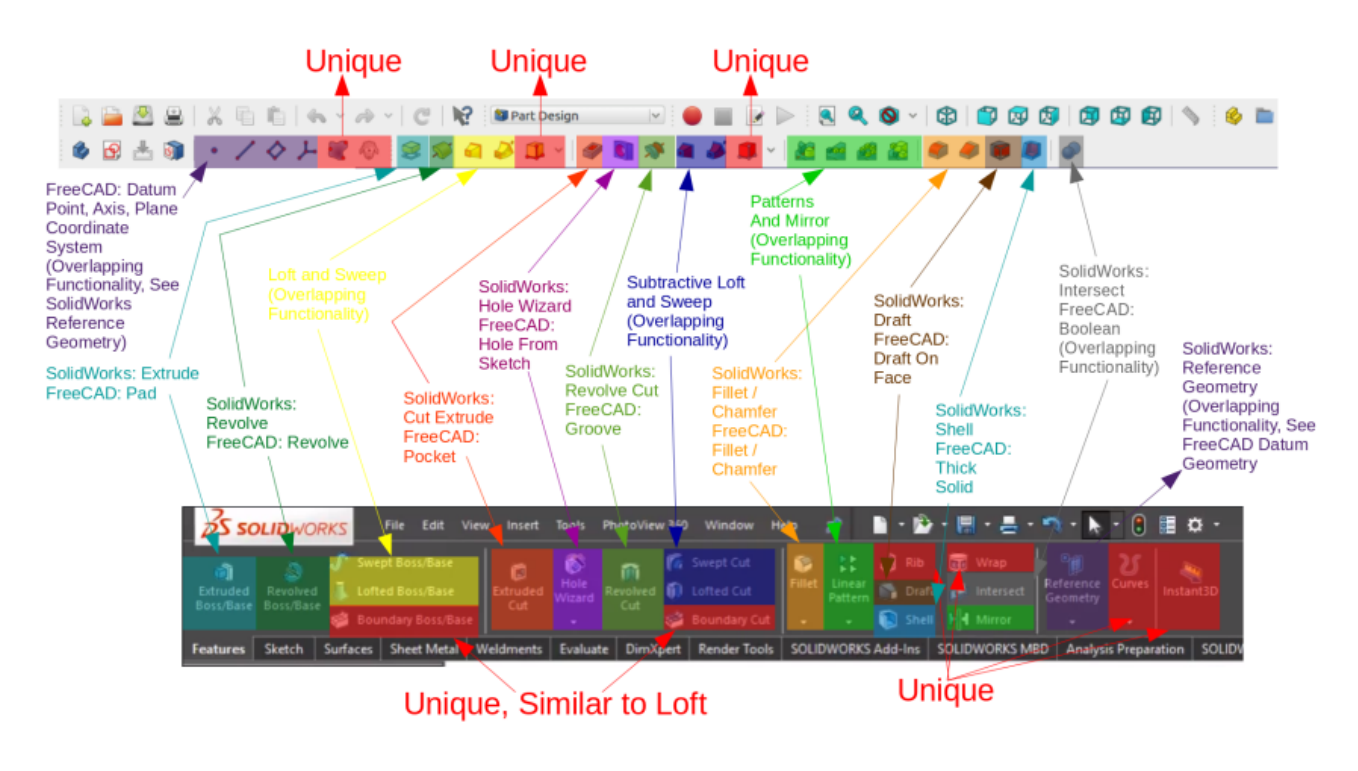 Unique
Unique
Unique
Part Design
FreeCAD: Datum
Point, Axis, Plane
Coordinate
System
(Overlapping
Functionality, See
SolidWorks
Reference
Geometry)
SolidWorks: Extrude
FreeCAD: Pad
SolidWorks:
Revolve
FreeCAD: Revolve
Loft and Sweep
(Overlapping
Functionality)
SolidWorks:
Cut Extrude
FreeCAD:
Pocket
SolidWorks:
Hole Wizard
FreeCAD:
Hole From
Sketch
SolidWorks:
Revolve Cut
FreeCAD:
Groove
Subtractive Loft
and Sweep
(Overlapping
Functionality)
Patterns
And Mirror
(Overlapping
Functionality)
SolidWorks:
Fillet /
Chamfer
FreeCAD:
Fillet /
Chamfer
SolidWorks:
Draft
FreeCAD:
Draft On
Face
SolidWorks:
Shell
FreeCAD:
Thick
Solid
SolidWorks:
Intersect
FreeCAD:
Boolean
(Overlapping
Functionality)
SolidWorks:
Reference
Geometry
(Overlapping
Functionality, See
FreeCAD Datum
Geometry
SOLIDWORKS File Edit View Insert Tools PhotoView 360 Window Help
Extruded
Boss/Base
Revolved
Boss/Base
Swept Boss/Base
Lofted Boss/Base
Boundary Boss/Base
Extruded
Cut
Hole
Wizard
Revolved
Cut
Swept Cut
Lofted Cut
Boundary Cut
Fillet
Linear
Pattern
Rib
Draft
Shell
Wrap
Intersect
Mirror
Reference
Geometry
Curves
Instant3D
Features Sketch Surfaces Sheet Metal Weldments Evaluate DimXpert Render Tools SOLIDWORKS Add-Ins SOLIDWORKS MBD Analysis Preparation SOLIDW
Unique, Similar to Loft
Unique